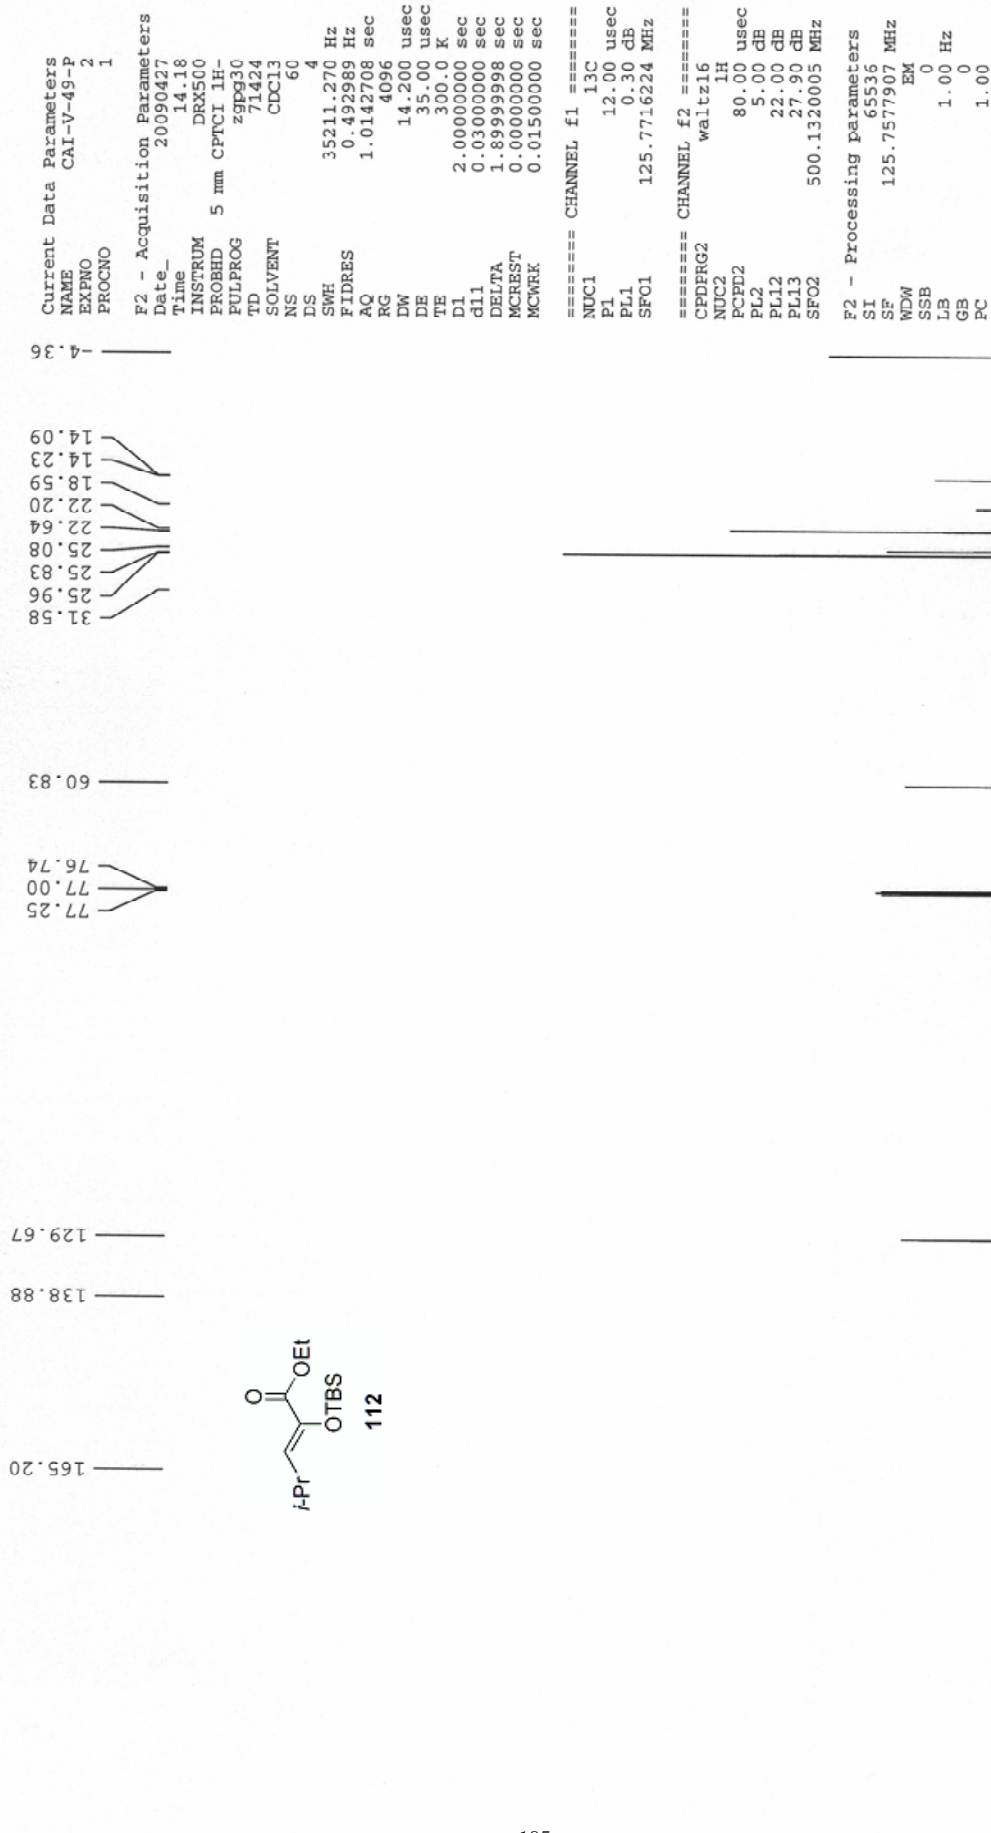 Current Data Parameters
NAME CAI-V-49-P
EXPNO 2
PROCNO 1
F2 - Acquisition Parameters
Date_ 20090427
Time 14.18
INSTRUM DRX500
PROBHD 5 mm CPTCI 1H-
PULPROG zgpg30
TD 71424
SOLVENT CDCl3
NS 60
DS 4
SWH 35211.270 Hz
FIDRES 0.492989 Hz
AQ 1.0142708 sec
RG 4096
DW 14.200 usec
DE 35.00 usec
TE 300.0 K
D1 2.00000000 sec
d11 0.03000000 sec
DELTA 1.89999998 sec
MCREST 0.00000000 sec
MCWRK 0.01500000 sec
======== CHANNEL f1 ========
NUC1 13C
P1 12.00 usec
PL1 0.30 dB
SFO1 125.7716224 MHz
======== CHANNEL f2 ========
CPDPRG2 waltz16
NUC2 1H
PCPD2 80.00 usec
PL2 5.00 dB
PL12 22.00 dB
PL13 27.90 dB
SFO2 500.1320005 MHz
F2 - Processing parameters
SI 65536
SF 125.7577907 MHz
WDW EM
SSB 0
LB 1.00 Hz
GB 0
PC 1.00
-4.36
14.09
14.23
18.59
22.20
22.64
25.08
25.83
25.96
31.58
60.83
76.74
77.00
77.25
129.67
138.88
165.20
O
OEt
i-Pr
OTBS
112